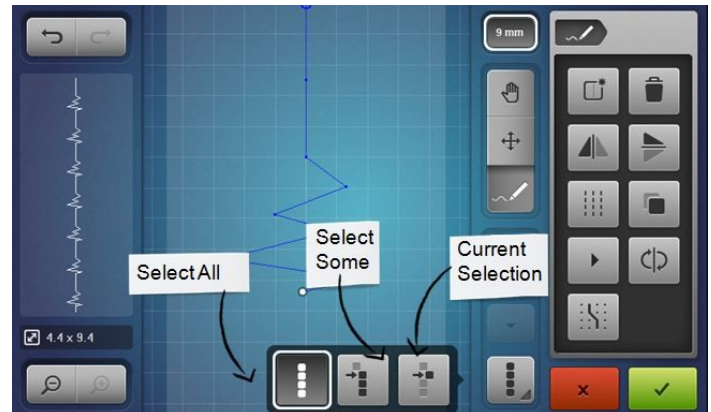 9 mm
Select All
Select
Some
Current
Selection
4.4 x 9.4